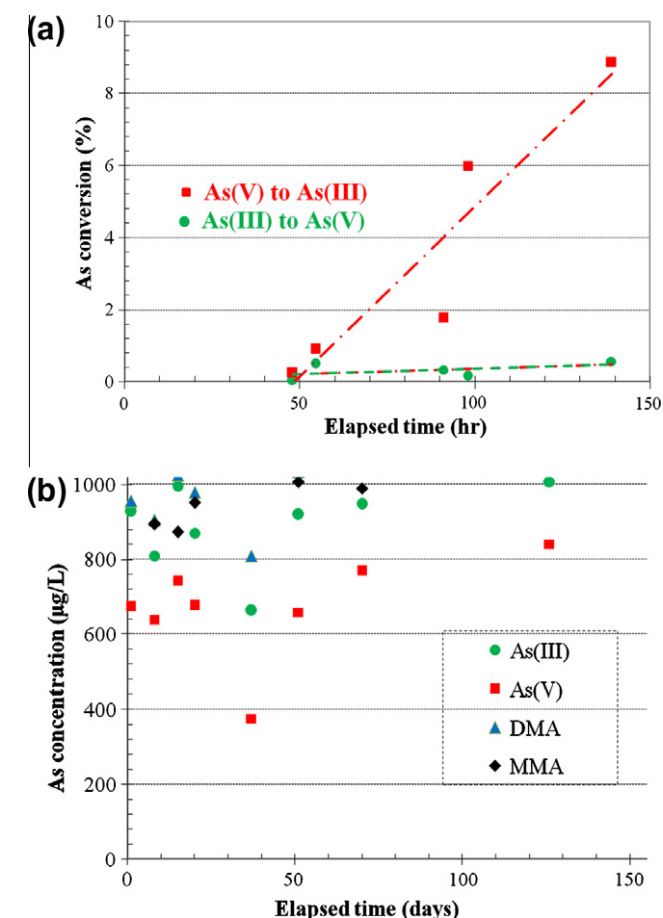 (a)
As conversion (%)
10
8
6
4
2
0
As(V) to As(III)
As(III) to As(V)
0
50
100
150
Elapsed time (hr)
(b)
As concentration (µg/L)
1000
800
600
400
200
0
As(III)
As(V)
DMA
MMA
0
50
100
150
Elapsed time (days)